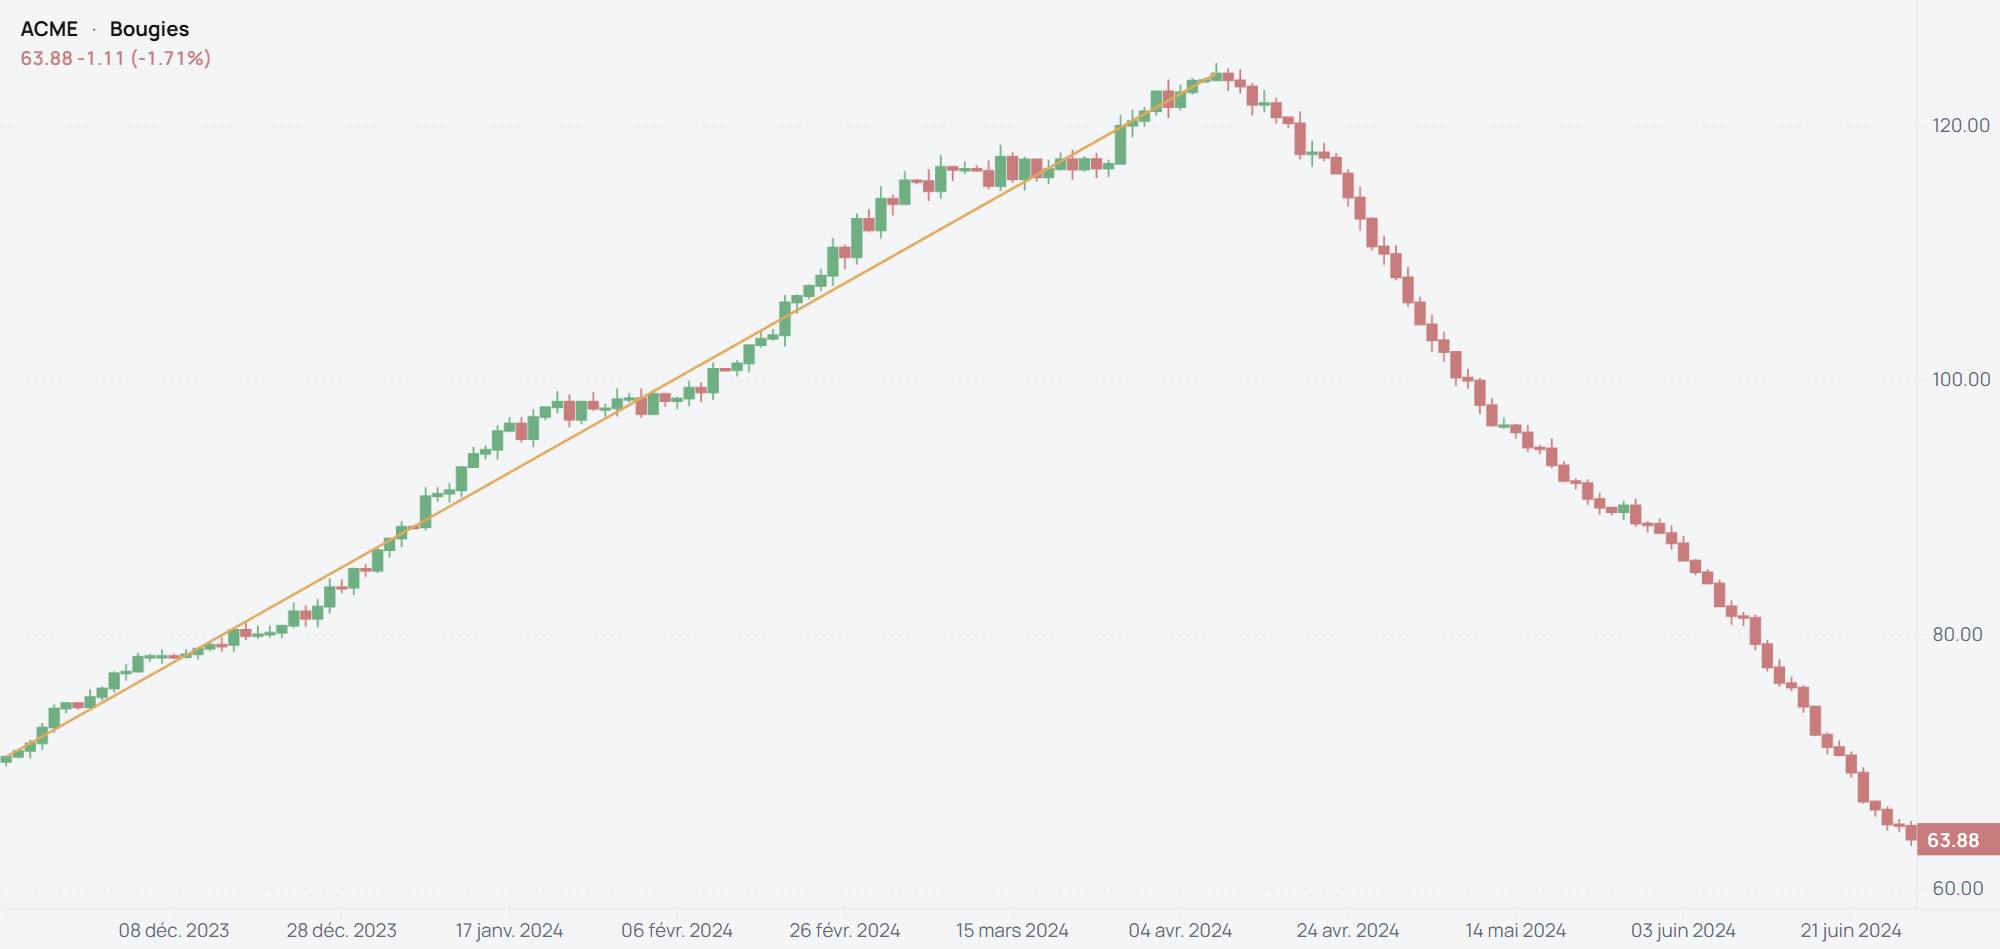 ACME · Bougies
63.88 -1.11 (-1.71%)
120.00
100.00
80.00
63.88
60.00
08 déc. 2023
28 déc. 2023
17 janv. 2024
06 févr. 2024
26 févr. 2024
15 mars 2024
04 avr. 2024
24 avr. 2024
14 mai 2024
03 juin 2024
21 juin 2024